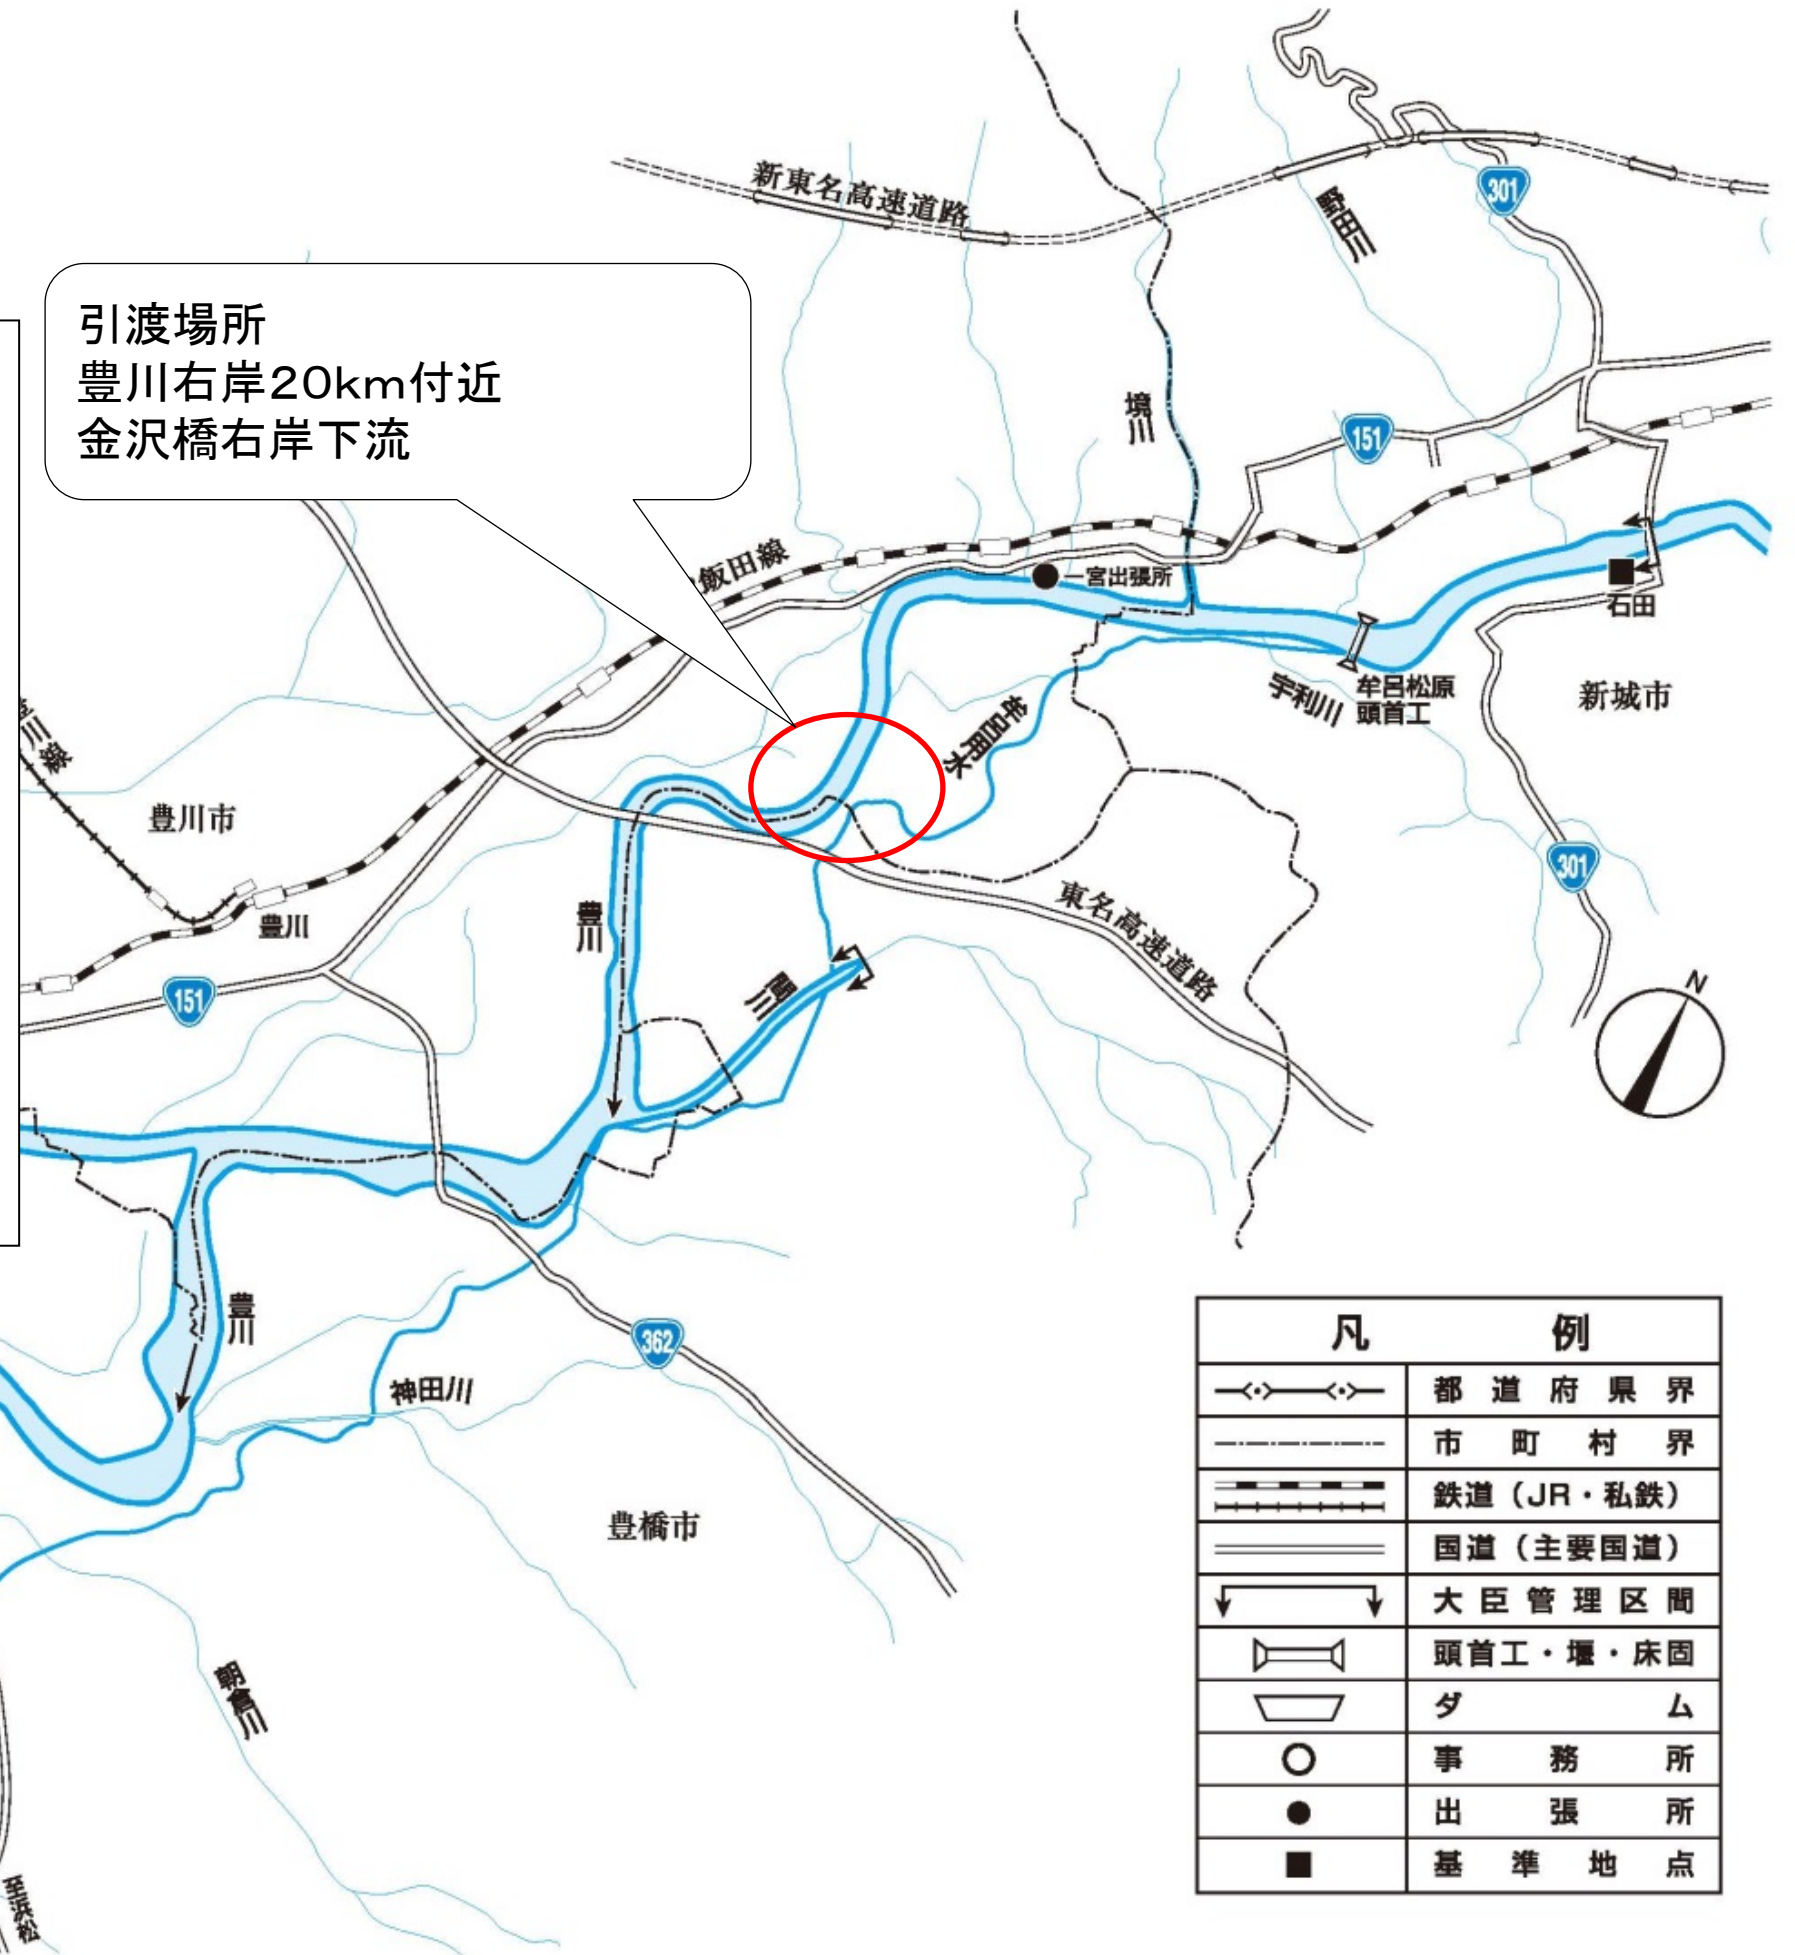 新東名高速道路
301
野田川
引渡場所
豊川右岸20km付近
金沢橋右岸下流
境川
151
飯田線
一宮出張所
石田
牟呂松原
頭首工
宇利川
新城市
牟呂用水
川線
豊川市
豊川
豊川
301
東名高速道路
151
間川
N
豊川
362
神田川
豊橋市
朝倉川
至浜松
凡例
都道府県界
市町村界
鉄道（JR・私鉄）
国道（主要国道）
大臣管理区間
頭首工・堰・床固
ダム
事務所
出張所
基準地点